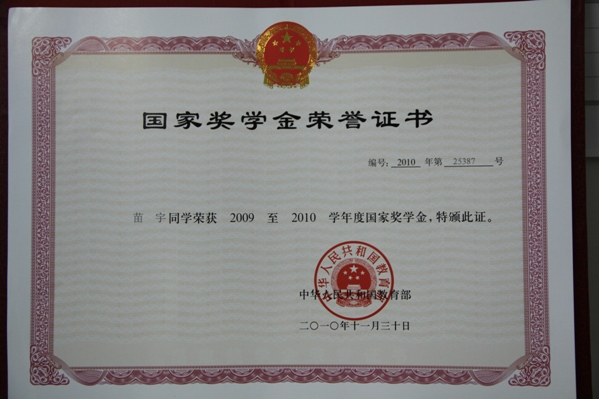 国家奖学金荣誉证书
编号: 2010 年第 25387 号
苗 宇 同学荣获 2009 至 2010 学年度国家奖学金,特颁此证。
中华人民共和国教育部
中华人民共和国教育部
二〇一〇年十一月三十日